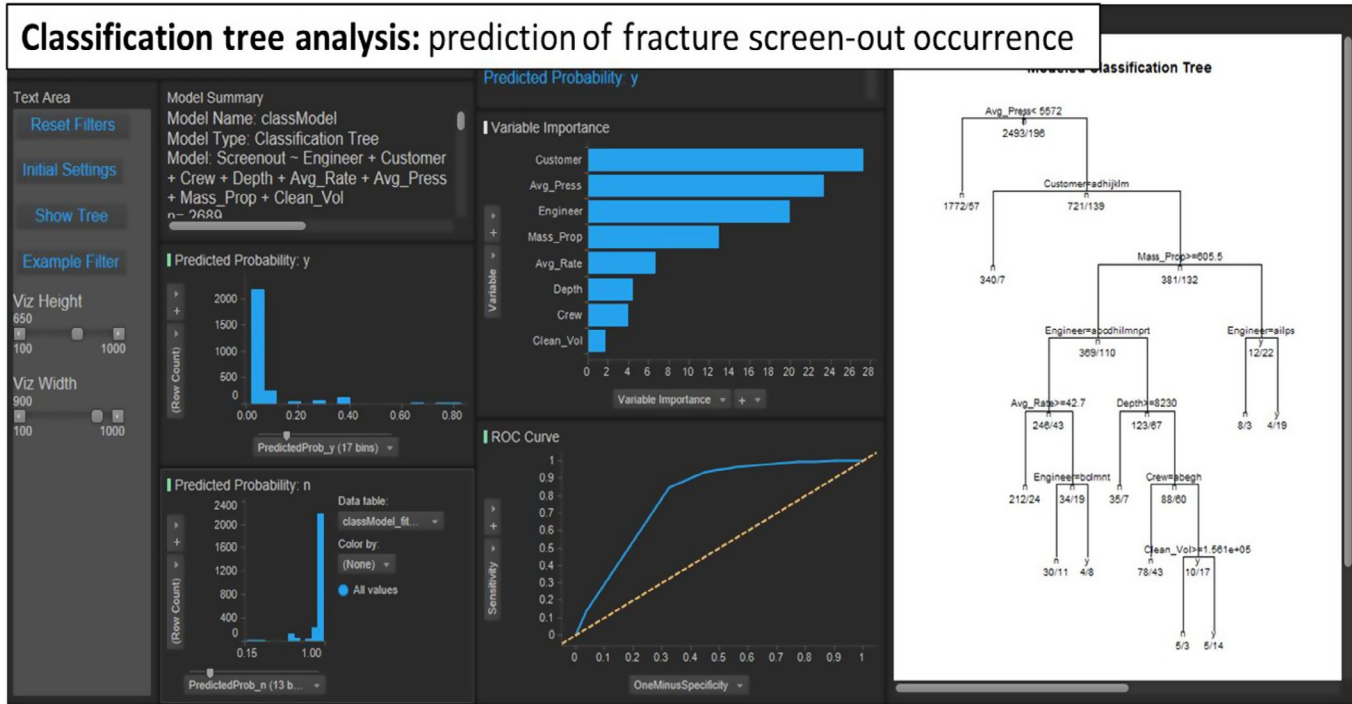 Classification tree analysis: prediction of fracture screen-out occurrence
Text Area
Reset Filters
Initial Settings
Show Tree
Example Filter
Viz Height
650
100 1000
Viz Width
900
100 1000
Model Summary
Model Name: classModel
Model Type: Classification Tree
Model: Screenout ~ Engineer + Customer
+ Crew + Depth + Avg_Rate + Avg_Press
+ Mass_Prop + Clean_Vol
n= 2689
Predicted Probability: y
2000
1500
1000
500
0
(Row Count)
0.00 0.20 0.40 0.60 0.80
PredictedProb_y (17 bins)
Predicted Probability: n
2400
2000
1600
1200
800
400
0
(Row Count)
0.15 1.00
PredictedProb_n (13 b...
Data table:
classModel_fit...
Color by:
(None)
All values
Predicted Probability: y
Variable Importance
Customer
Avg_Press
Engineer
Mass_Prop
Avg_Rate
Depth
Crew
Clean_Vol
Variable
0 2 4 6 8 10 12 14 16 18 20 22 24 26 28
Variable Importance
ROC Curve
1
0.9
0.8
0.7
0.6
0.5
0.4
0.3
0.2
0.1
0
Sensitivity
0 0.1 0.2 0.3 0.4 0.5 0.6 0.7 0.8 0.9 1
OneMinusSpecificity
Classification Tree
Avg_Press< 5572
n
2493/196
n
1772/57
Customer=adhijklm
n
721/139
n
340/7
Mass_Prop>=605.5
n
381/132
Engineer=abcdhilmnprt
n
369/110
Engineer=ailps
y
12/22
Avg_Rate>=42.7
n
246/43
Depth>=8230
n
123/67
n
8/3
y
4/19
n
212/24
Engineer=bclmnt
n
34/19
n
35/7
Crew=abegh
n
88/60
n
30/11
y
4/8
n
78/43
Clean_Vol>=1.561e+05
y
10/17
n
5/3
y
5/14